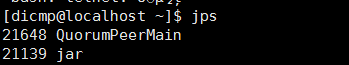 [dicmp@localhost ~]$ jps
21648 QuorumPeerMain
21139 jar